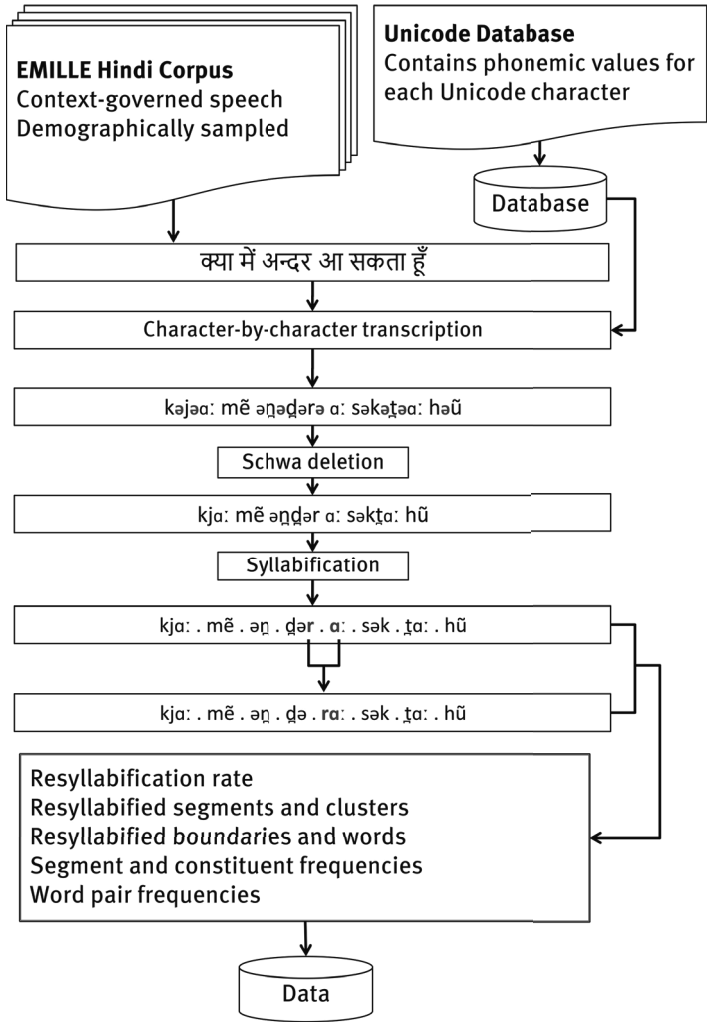 EMILLE Hindi Corpus
Context-governed speech
Demographically sampled
Unicode Database
Contains phonemic values for
each Unicode character
Database
क्या में अन्दर आ सकता हूँ
Character-by-character transcription
kəjəɑː mẽ ən̪əd̪ərə ɑː səkət̪əɑː həũ
Schwa deletion
kjɑː mẽ ən̪d̪ər ɑː səkt̪ɑː hũ
Syllabification
kjɑː . mẽ . ən̪ . d̪ər . ɑː . sək . t̪ɑː . hũ
kjɑː . mẽ . ən̪ . d̪ə . rɑː . sək . t̪ɑː . hũ
Resyllabification rate
Resyllabified segments and clusters
Resyllabified boundaries and words
Segment and constituent frequencies
Word pair frequencies
Data